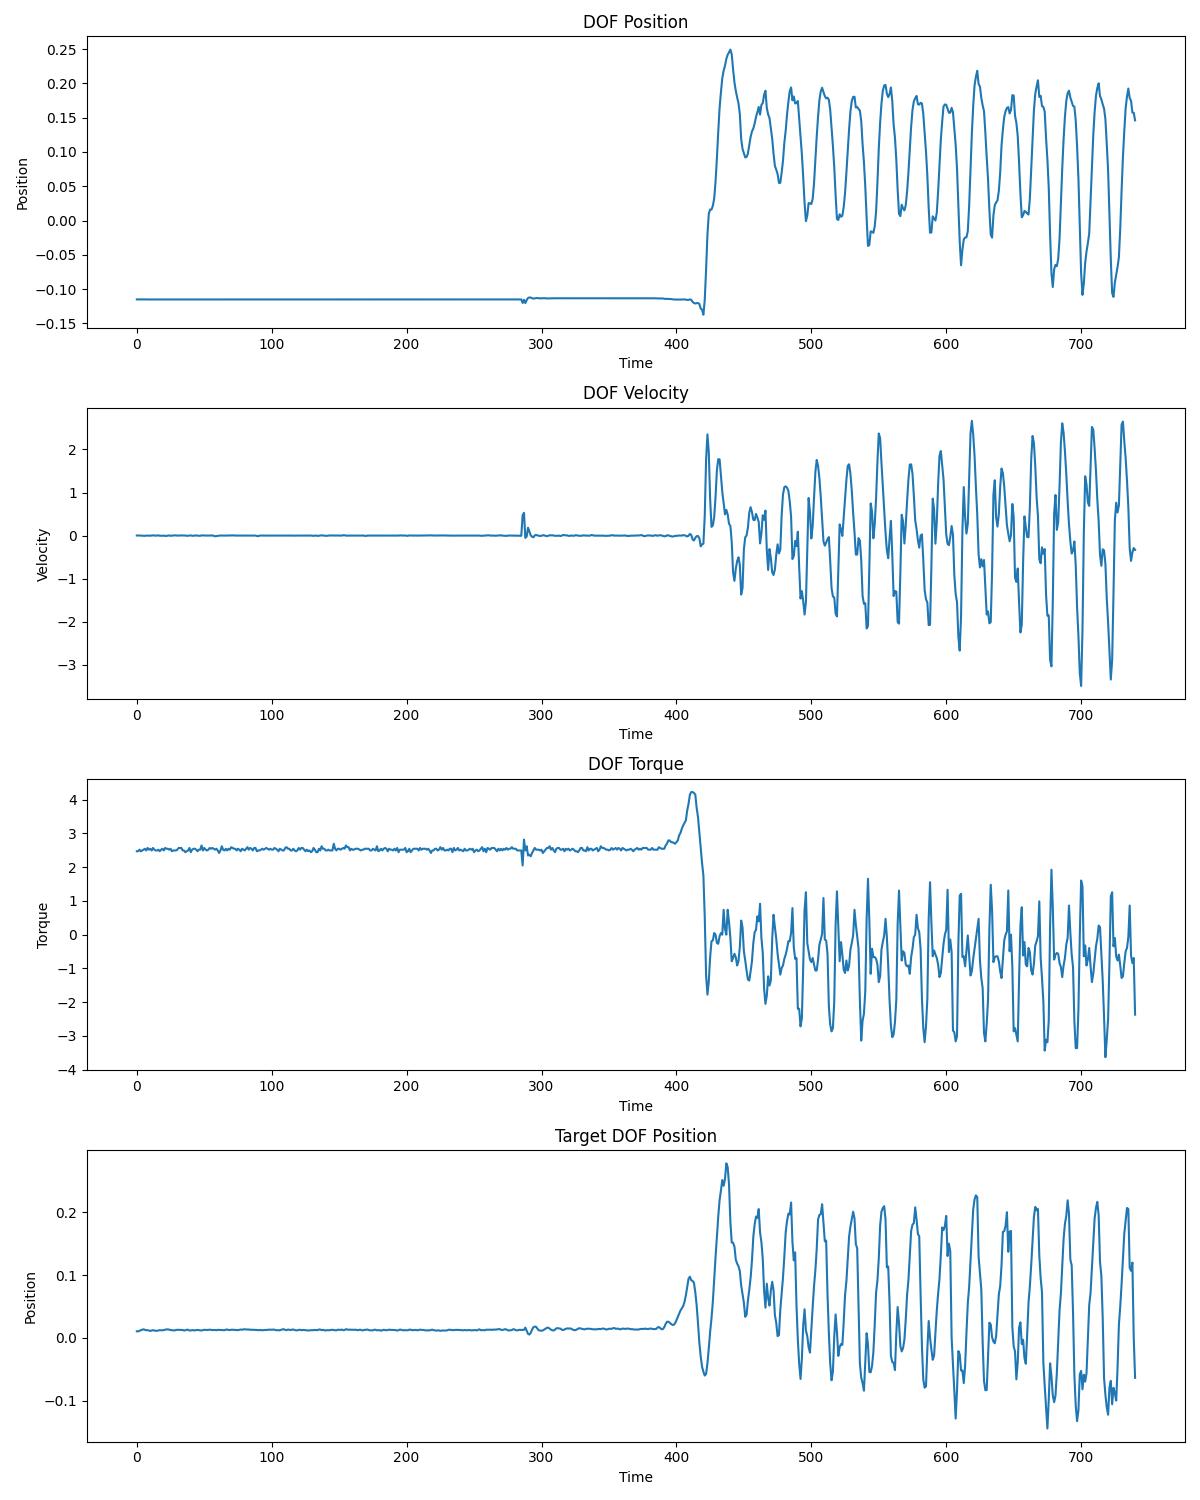 DOF Position
0.25
0.20
0.15
0.10
0.05
0.00
−0.05
−0.10
−0.15
Position
0 100 200 300 400 500 600 700
Time
DOF Velocity
2
1
0
−1
−2
−3
Velocity
0 100 200 300 400 500 600 700
Time
DOF Torque
4
3
2
1
0
−1
−2
−3
−4
Torque
0 100 200 300 400 500 600 700
Time
Target DOF Position
0.2
0.1
0.0
−0.1
Position
0 100 200 300 400 500 600 700
Time